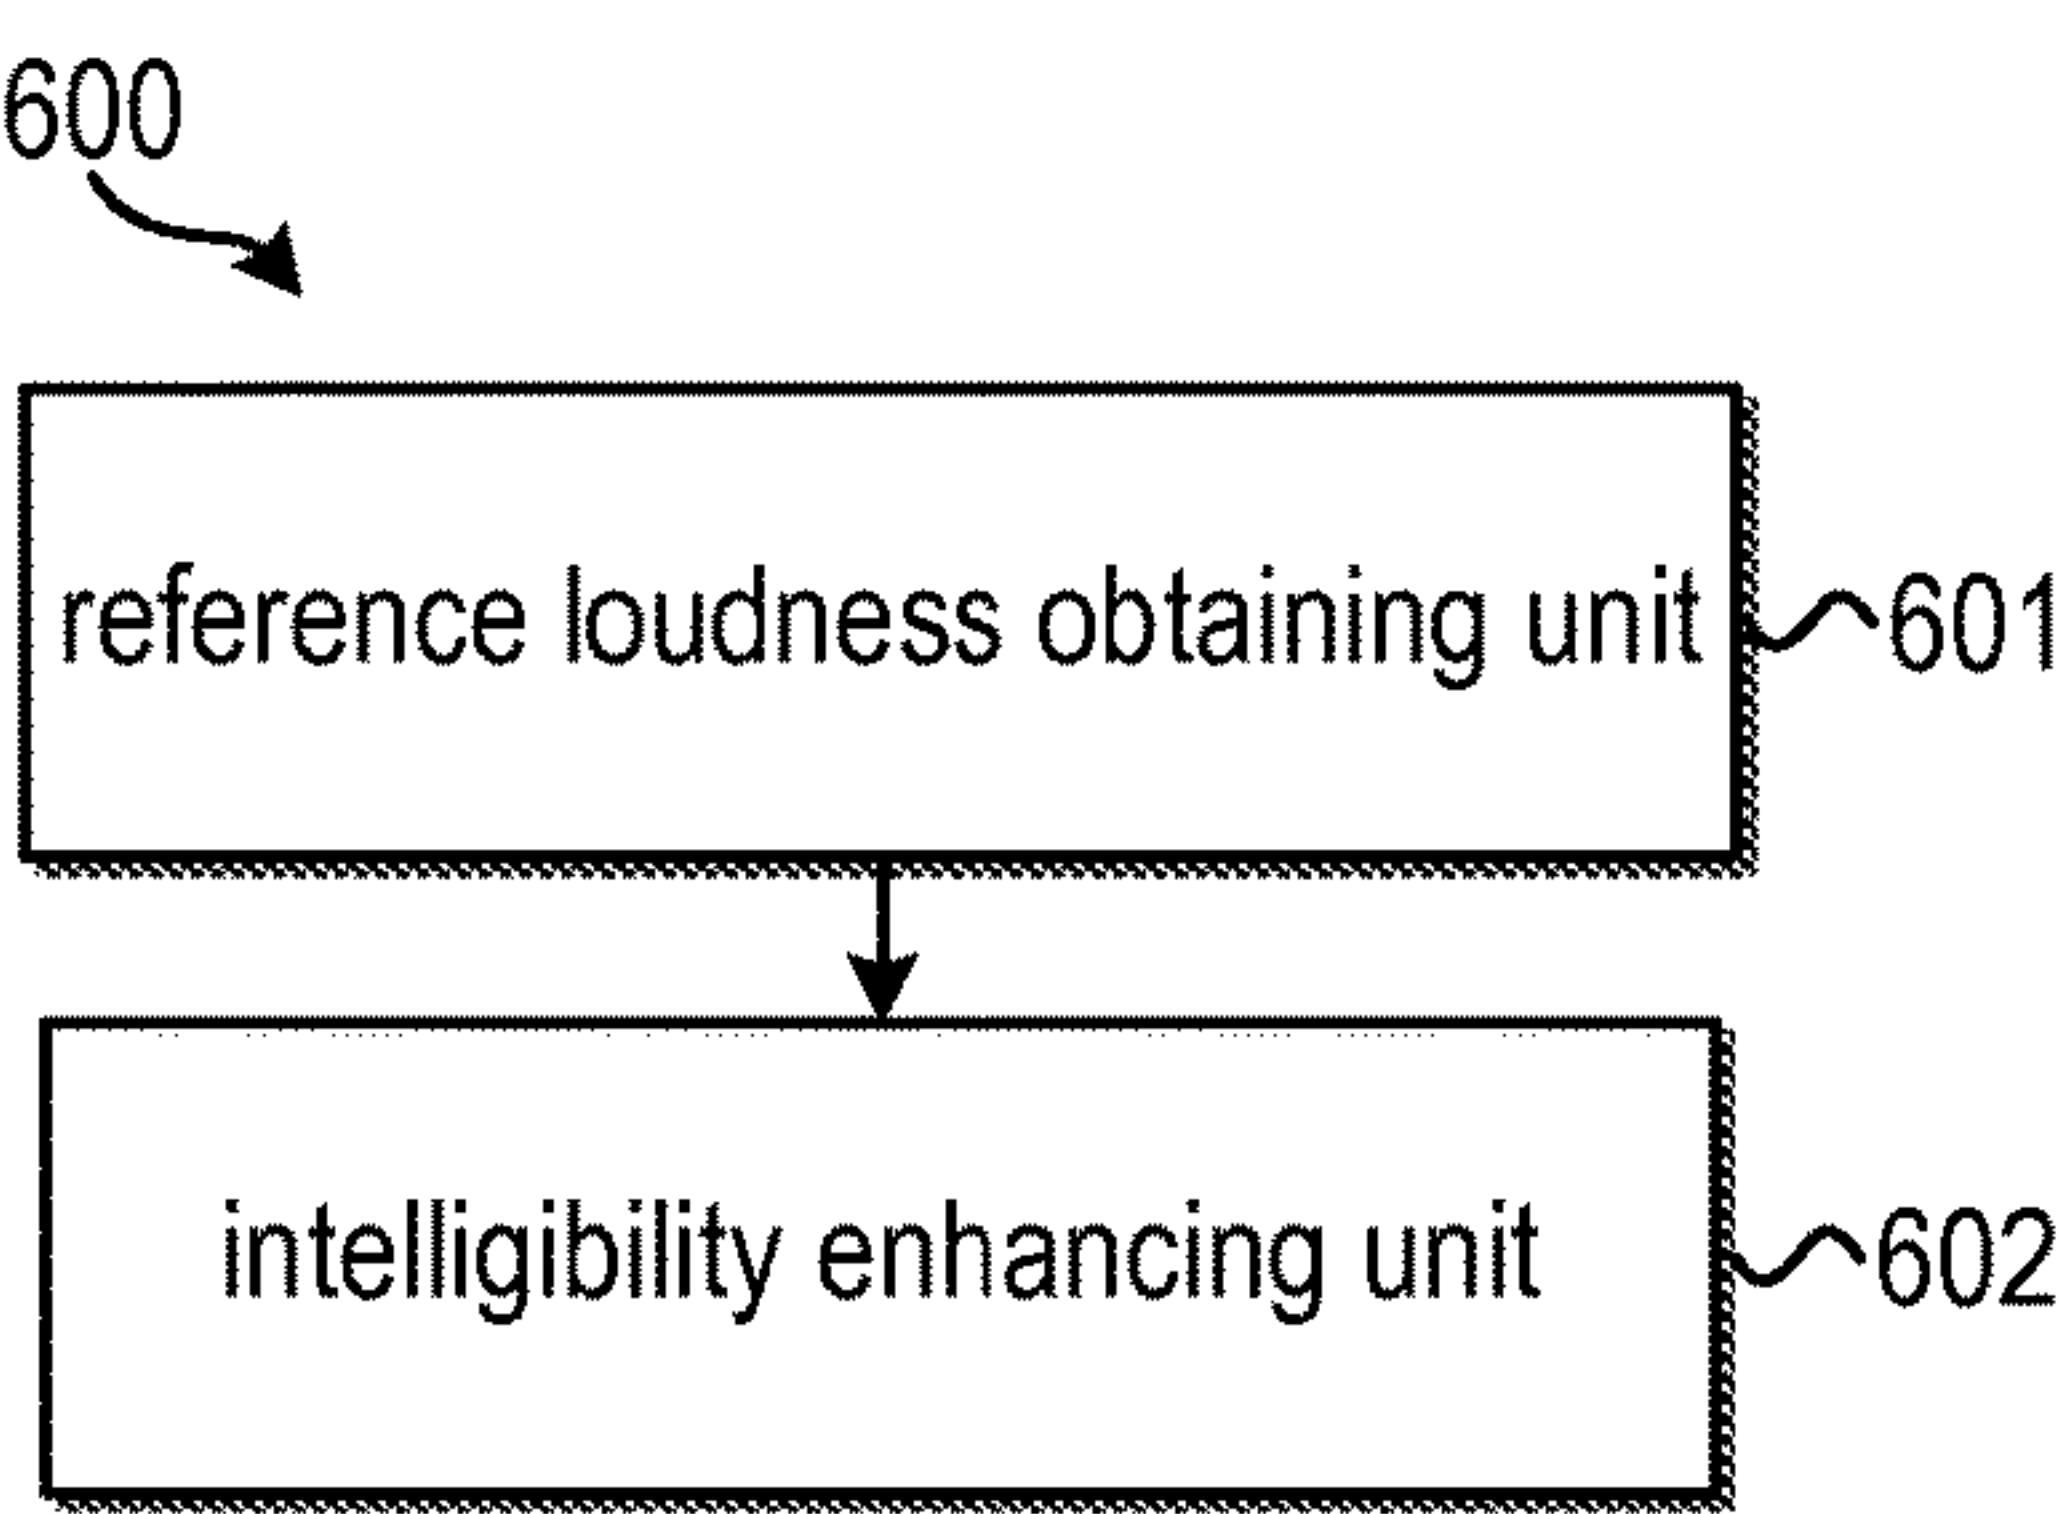 600
reference loudness obtaining unit
601
intelligibility enhancing unit
602